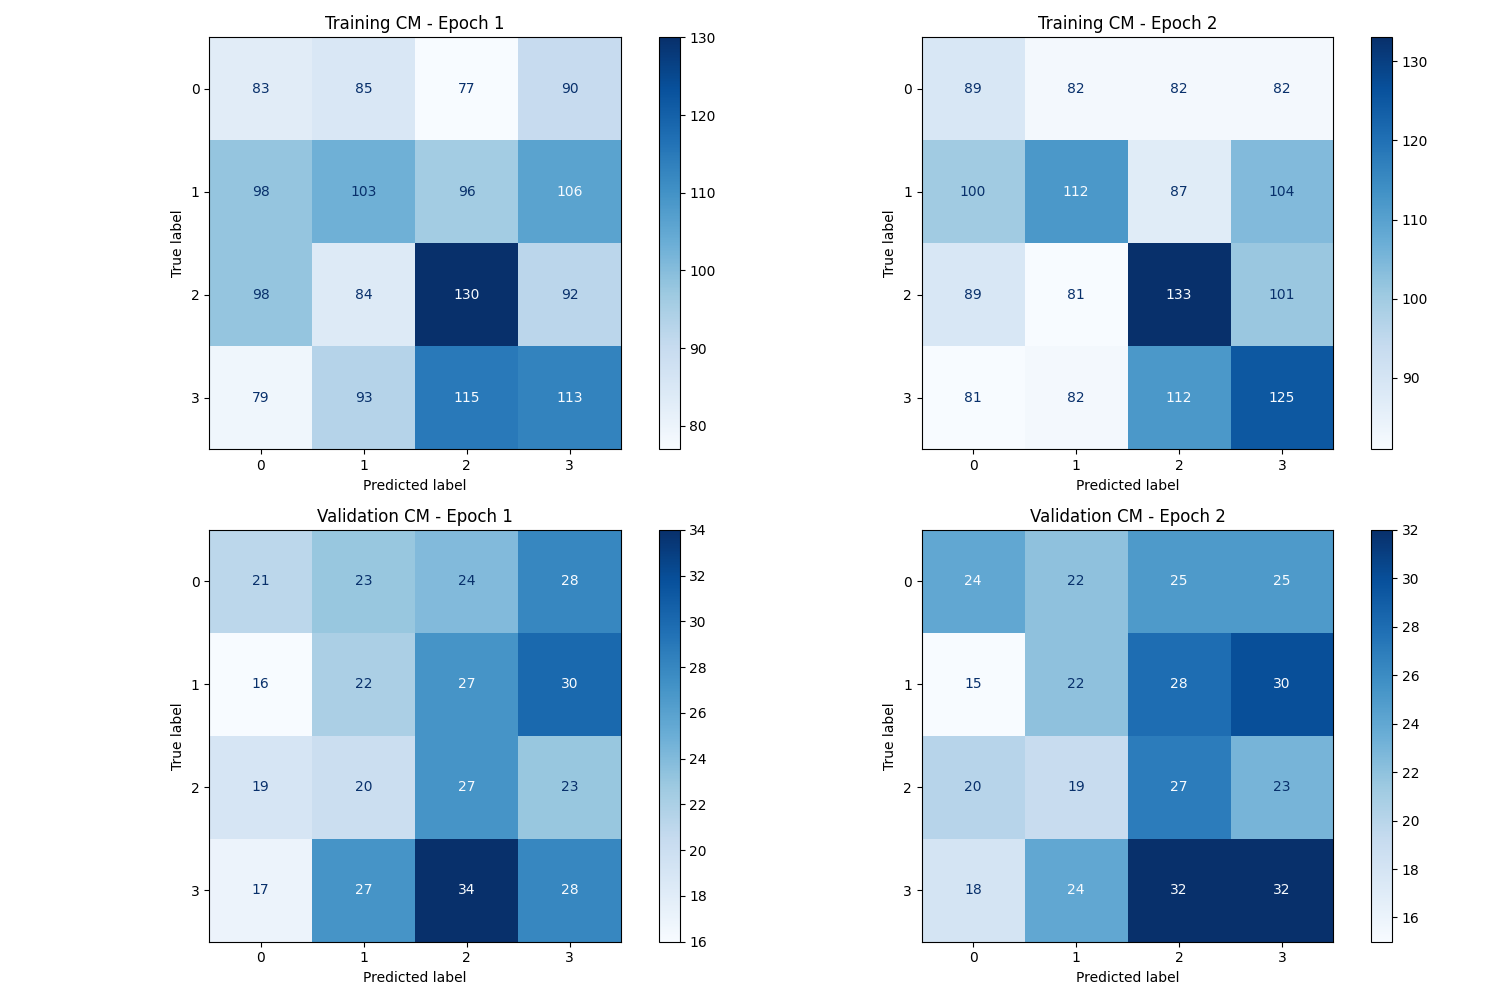 Training CM - Epoch 1
130
120
110
100
90
80
0 83 85 77 90
1 98 103 96 106
2 98 84 130 92
3 79 93 115 113
0 1 2 3
True label
Predicted label
Training CM - Epoch 2
130
120
110
100
90
0 89 82 82 82
1 100 112 87 104
2 89 81 133 101
3 81 82 112 125
0 1 2 3
True label
Predicted label
Validation CM - Epoch 1
34
32
30
28
26
24
22
20
18
16
0 21 23 24 28
1 16 22 27 30
2 19 20 27 23
3 17 27 34 28
0 1 2 3
True label
Predicted label
Validation CM - Epoch 2
32
30
28
26
24
22
20
18
16
0 24 22 25 25
1 15 22 28 30
2 20 19 27 23
3 18 24 32 32
0 1 2 3
True label
Predicted label